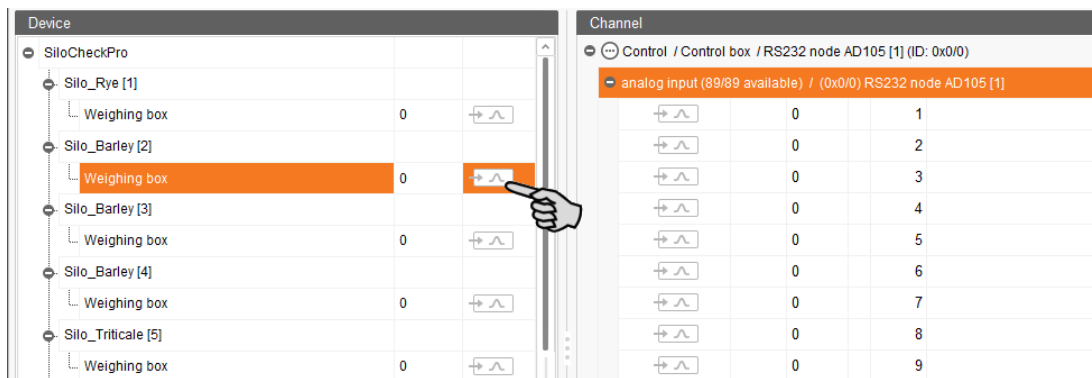 Device
SiloCheckPro
Silo_Rye [1]
Weighing box 0
Silo_Barley [2]
Weighing box 0
Silo_Barley [3]
Weighing box 0
Silo_Barley [4]
Weighing box 0
Silo_Triticale [5]
Weighing box 0
Channel
Control / Control box / RS232 node AD105 [1] (ID: 0x0/0)
analog input (89/89 available) / (0x0/0) RS232 node AD105 [1]
0 1
0 2
0 3
0 4
0 5
0 6
0 7
0 8
0 9